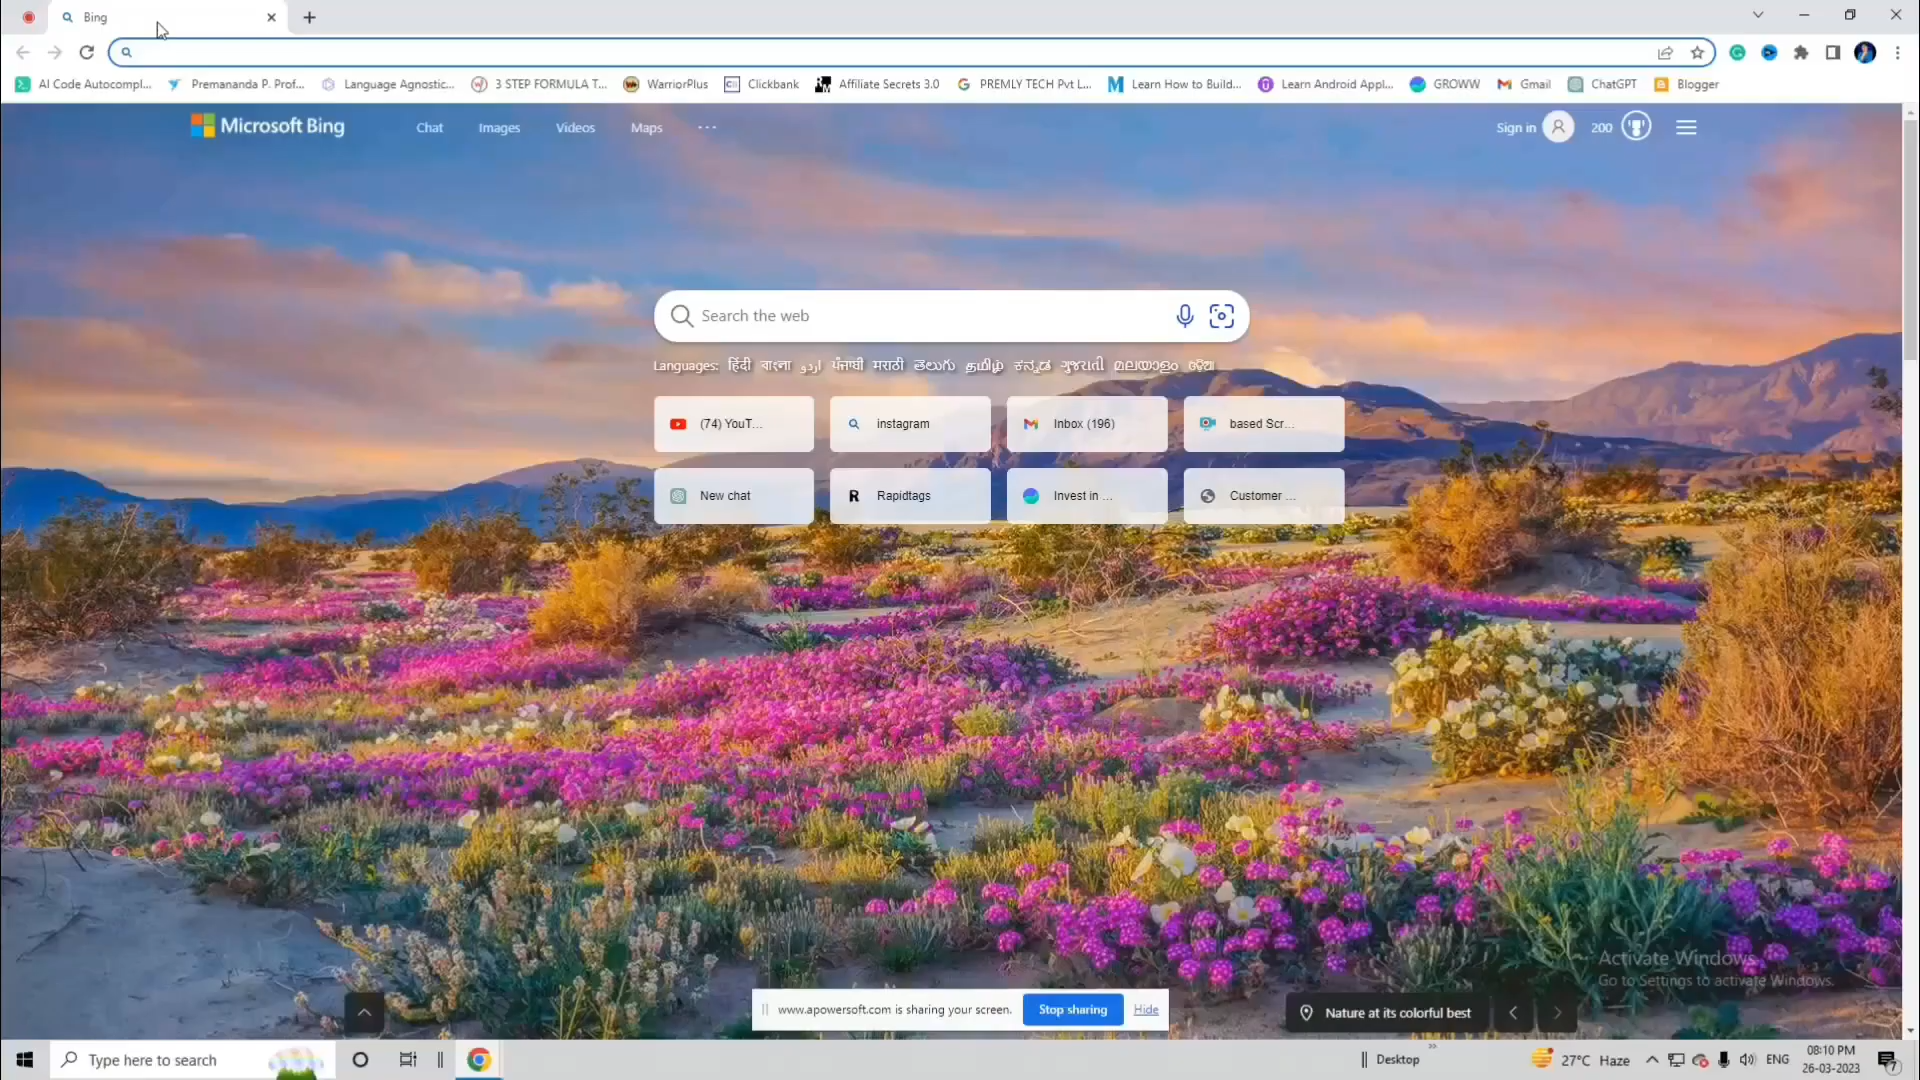 Bing
AI Code Autocompl... Premananda P. Prof... Language Agnostic... 3 STEP FORMULA T... WarriorPlus Clickbank Affiliate Secrets 3.0 PREMLY TECH Pvt L... Learn How to Build... Learn Android Appl... GROWW Gmail ChatGPT Blogger
Microsoft Bing Chat Images Videos Maps Sign in 200
Search the web
Languages: हिंदी বাংলা اردو ਪੰਜਾਬੀ मराठी తెలుగు தமிழ் ಕನ್ನಡ ગુજરાતી മലയാളം ଓଡ଼ିଆ
(74) YouT... instagram Inbox (196) based Scr...
New chat Rapidtags Invest in ... Customer ...
Activate Windows
Go to Settings to activate Windows.
www.apowersoft.com is sharing your screen. Stop sharing Hide
Nature at its colorful best
Type here to search Desktop 27°C Haze ENG 08:10 PM
26-03-2023 7